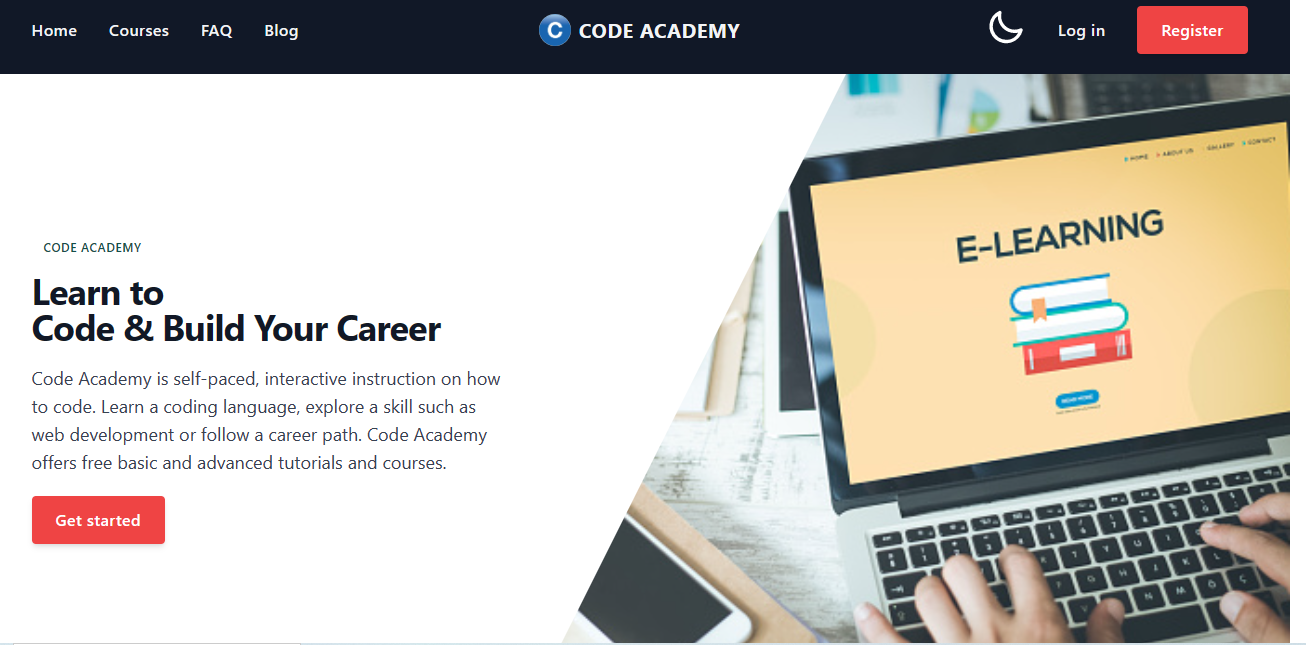 Home Courses FAQ Blog
C CODE ACADEMY
Log in Register
CODE ACADEMY
Learn to
Code & Build Your Career
Code Academy is self-paced, interactive instruction on how
to code. Learn a coding language, explore a skill such as
web development or follow a career path. Code Academy
offers free basic and advanced tutorials and courses.
Get started
HOME ABOUT US GALLERY CONTACT
E-LEARNING